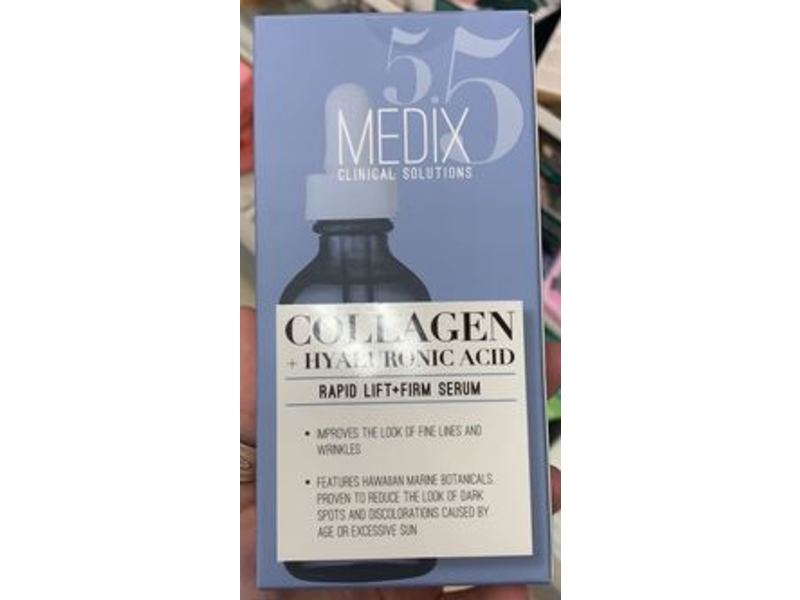 5.5
MEDIX
CLINICAL SOLUTIONS
COLLAGEN
+ HYALURONIC ACID
RAPID LIFT+FIRM SERUM
• IMPROVES THE LOOK OF FINE LINES AND
WRINKLES
• FEATURES HAWAIIAN MARINE BOTANICALS
PROVEN TO REDUCE THE LOOK OF DARK
SPOTS AND DISCOLORATIONS CAUSED BY
AGE OR EXCESSIVE SUN